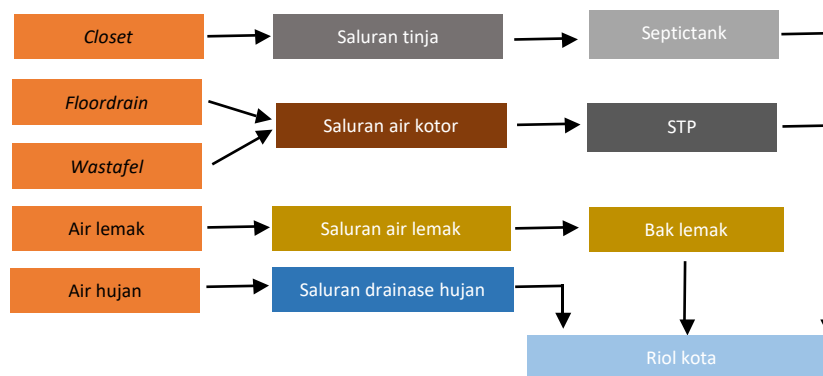 Closet
Saluran tinja
Septictank
Floordrain
Saluran air kotor
STP
Wastafel
Air lemak
Saluran air lemak
Bak lemak
Air hujan
Saluran drainase hujan
Riol kota